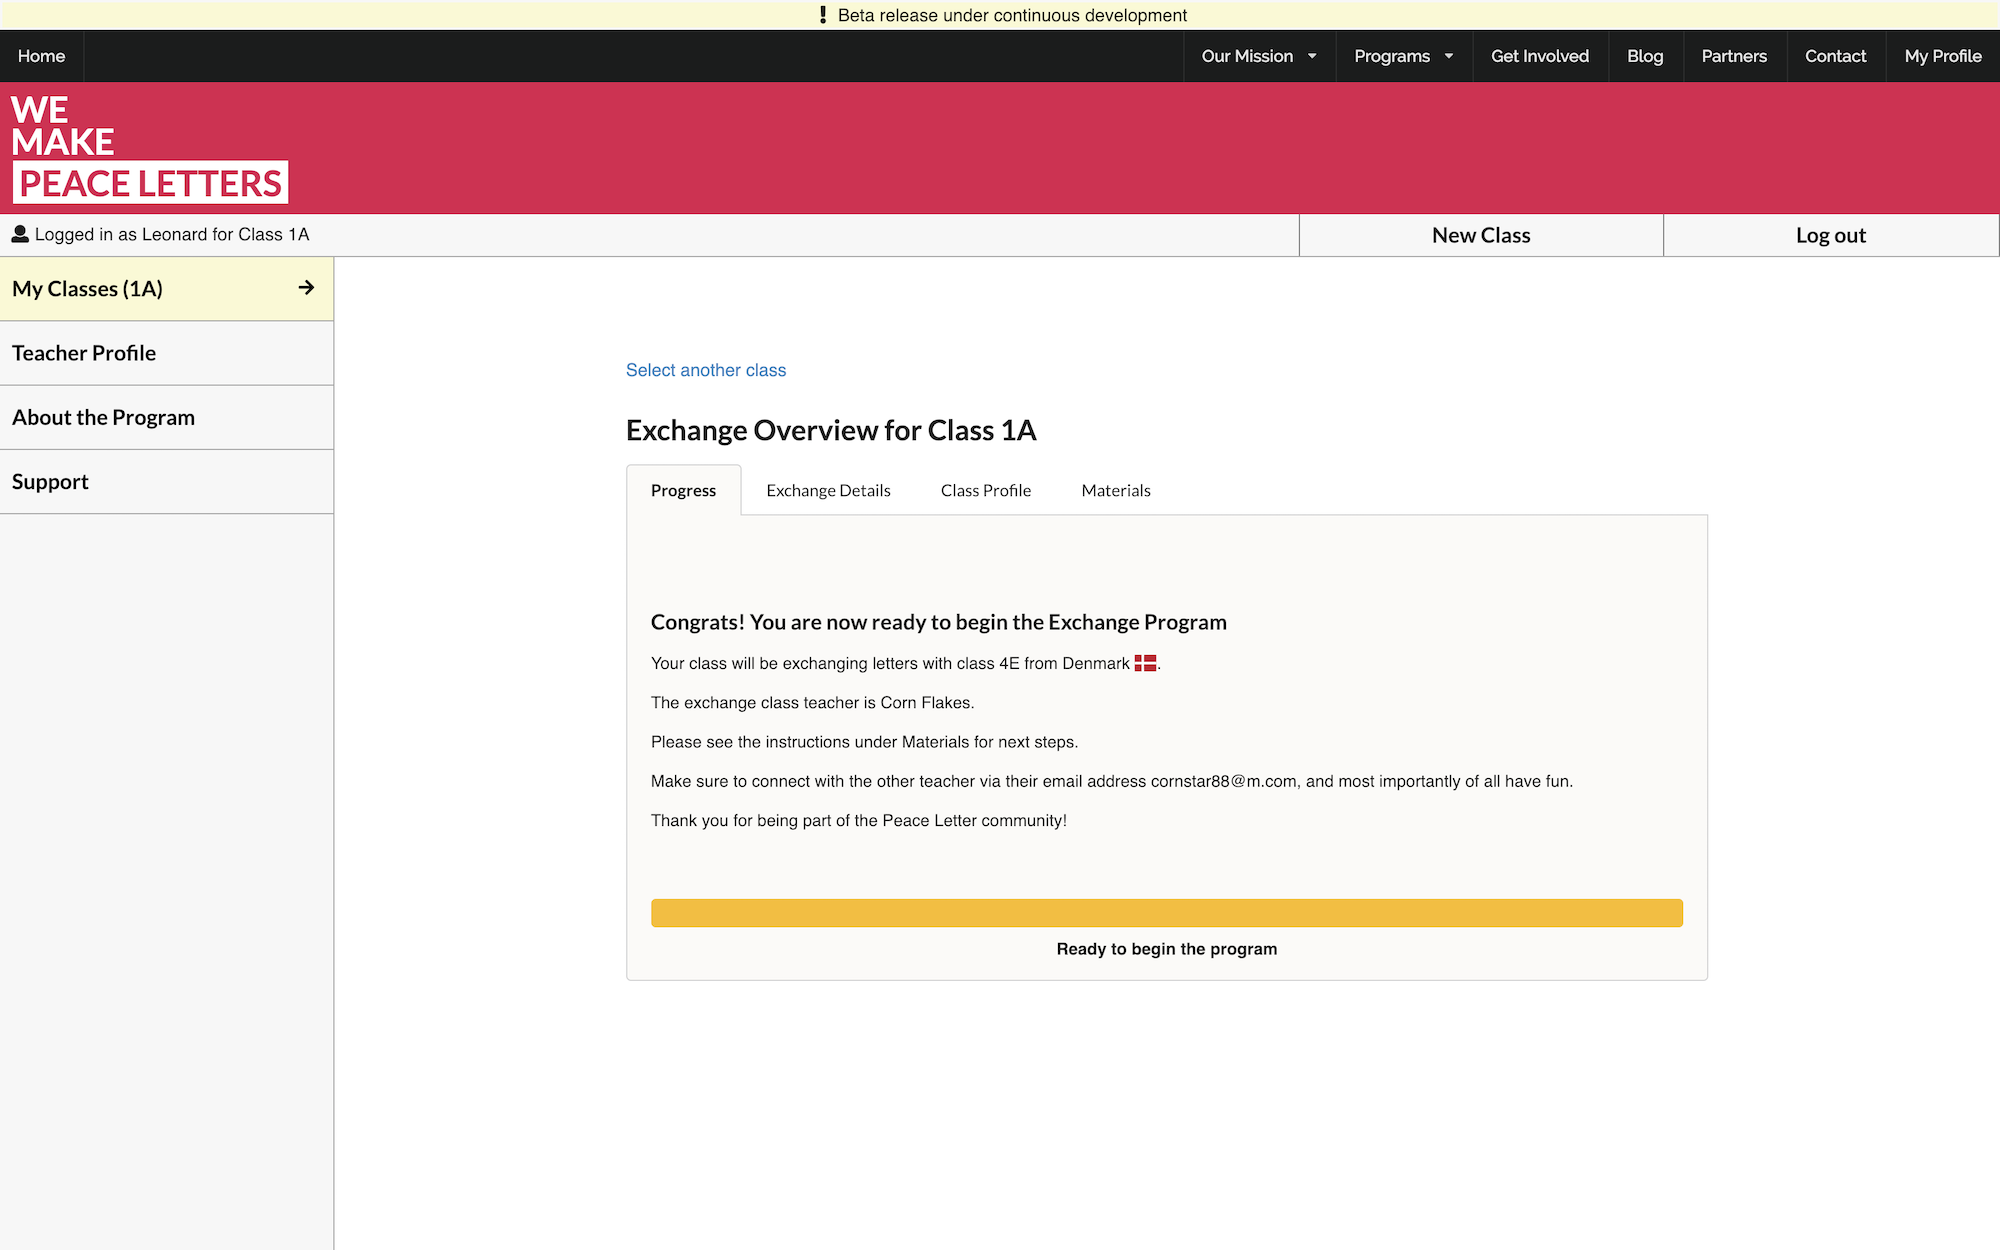 Beta release under continuous development
Home
Our Mission
Programs
Get Involved
Blog
Partners
Contact
My Profile
WE
MAKE
PEACE LETTERS
Logged in as Leonard for Class 1A
New Class
Log out
My Classes (1A)
Teacher Profile
About the Program
Support
Select another class
Exchange Overview for Class 1A
Progress
Exchange Details
Class Profile
Materials
Congrats! You are now ready to begin the Exchange Program
Your class will be exchanging letters with class 4E from Denmark .
The exchange class teacher is Corn Flakes.
Please see the instructions under Materials for next steps.
Make sure to connect with the other teacher via their email address cornstar88@m.com, and most importantly of all have fun.
Thank you for being part of the Peace Letter community!
Ready to begin the program